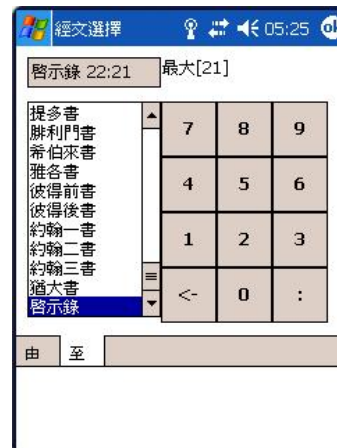 經文選擇 05:25 ok
啓示錄 22:21 最大[21]
提多書
腓利門書
希伯來書
雅各書
彼得前書
彼得後書
約翰一書
約翰二書
約翰三書
猶大書
啓示錄
7 8 9
4 5 6
1 2 3
<- 0 :
由 至